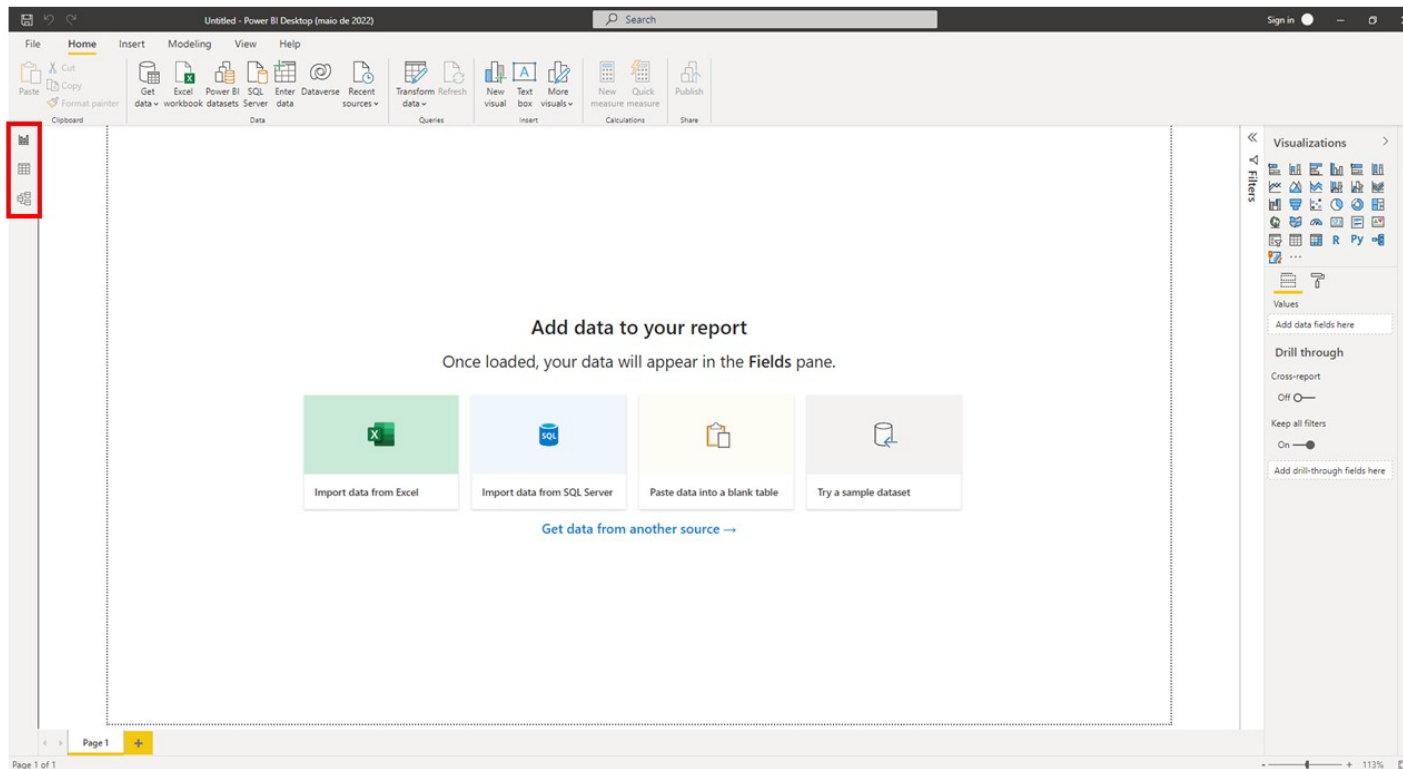 Untitled - Power BI Desktop (maio de 2022)
Search
Sign in
File Home Insert Modeling View Help
Paste
Cut
Copy
Format painter
Clipboard
Get data
Excel workbook
Power BI datasets
SQL Server
Enter data
Dataverse
Recent sources
Data
Transform data
Refresh
Queries
New visual
Text box
More visuals
Insert
New measure
Quick measure
Calculations
Publish
Share
Add data to your report
Once loaded, your data will appear in the Fields pane.
SQL
Import data from Excel
Import data from SQL Server
Paste data into a blank table
Try a sample dataset
Get data from another source →
Filters
Visualizations
R Py
...
Values
Add data fields here
Drill through
Cross-report
Off
Keep all filters
On
Add drill-through fields here
Page 1
Page 1 of 1
- + 113%